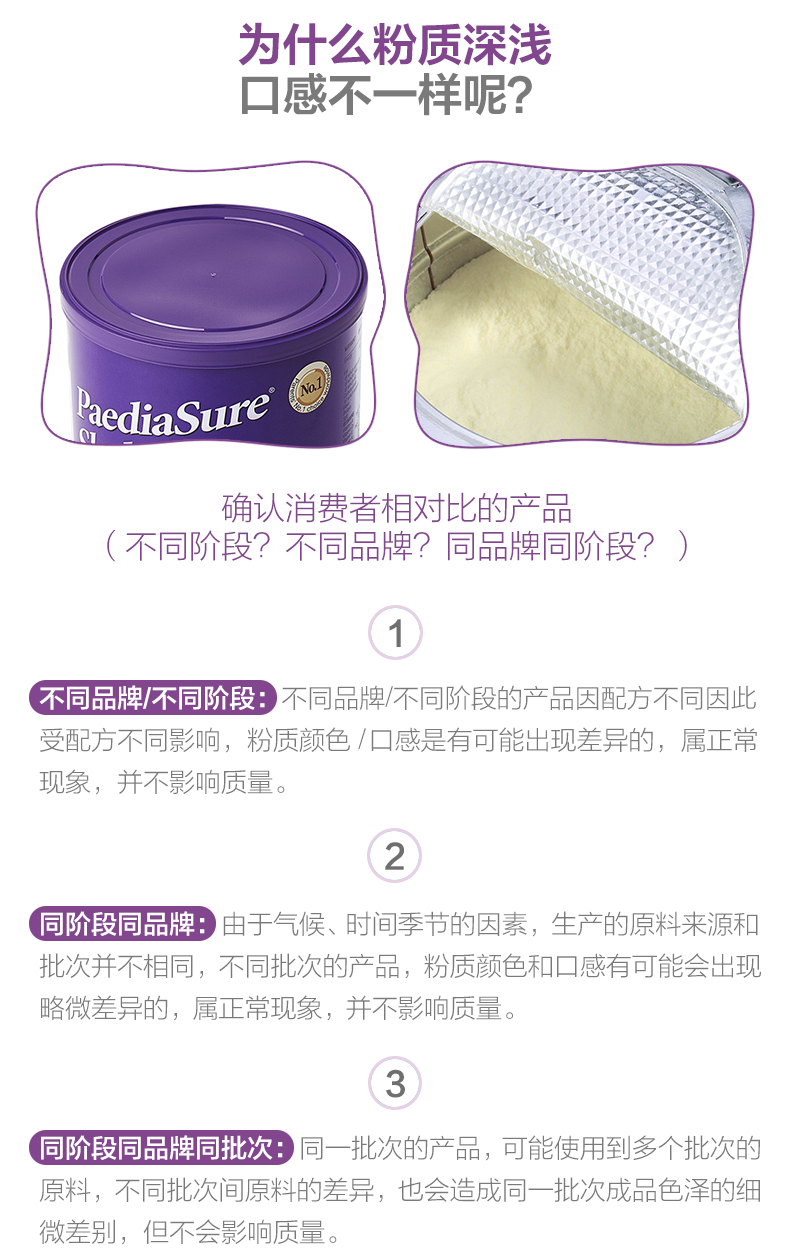 为什么粉质深浅
口感不一样呢？
PaediaSure®
No.1
确认消费者相对比的产品
（不同阶段？不同品牌？同品牌同阶段？）
1
不同品牌/不同阶段：不同品牌/不同阶段的产品因配方不同因此
受配方不同影响，粉质颜色/口感是有可能出现差异的，属正常
现象，并不影响质量。
2
同阶段同品牌：由于气候、时间季节的因素，生产的原料来源和
批次并不相同，不同批次的产品，粉质颜色和口感有可能会出现
略微差异的，属正常现象，并不影响质量。
3
同阶段同品牌同批次：同一批次的产品，可能使用到多个批次的
原料，不同批次间原料的差异，也会造成同一批次成品色泽的细
微差别，但不会影响质量。